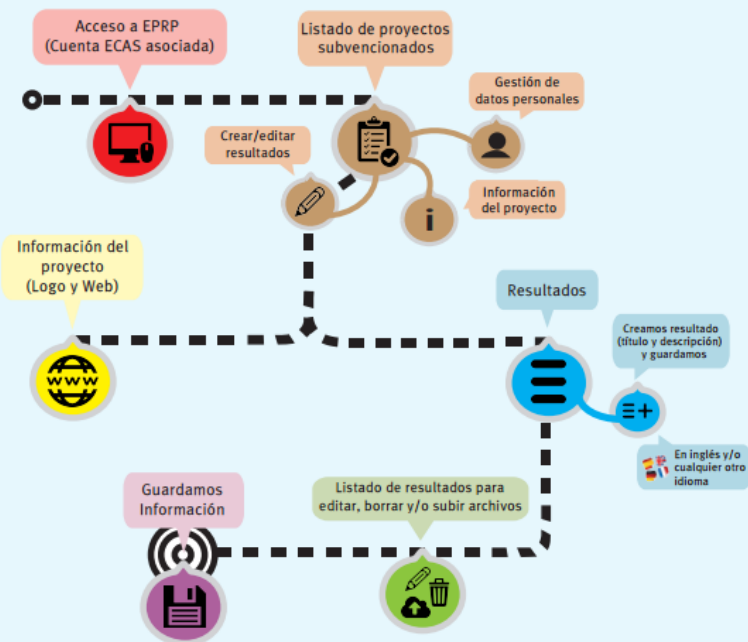 Acceso a EPRP
(Cuenta ECAS asociada)
Listado de proyectos
subvencionados
Gestión de
datos personales
Crear/editar
resultados
Información
del proyecto
i
Información del
proyecto
(Logo y Web)
www
Resultados
Creamos resultado
(título y descripción)
y guardamos
En inglés y/o
cualquier otro
idioma
Guardamos
Información
Listado de resultados para
editar, borrar y/o subir archivos